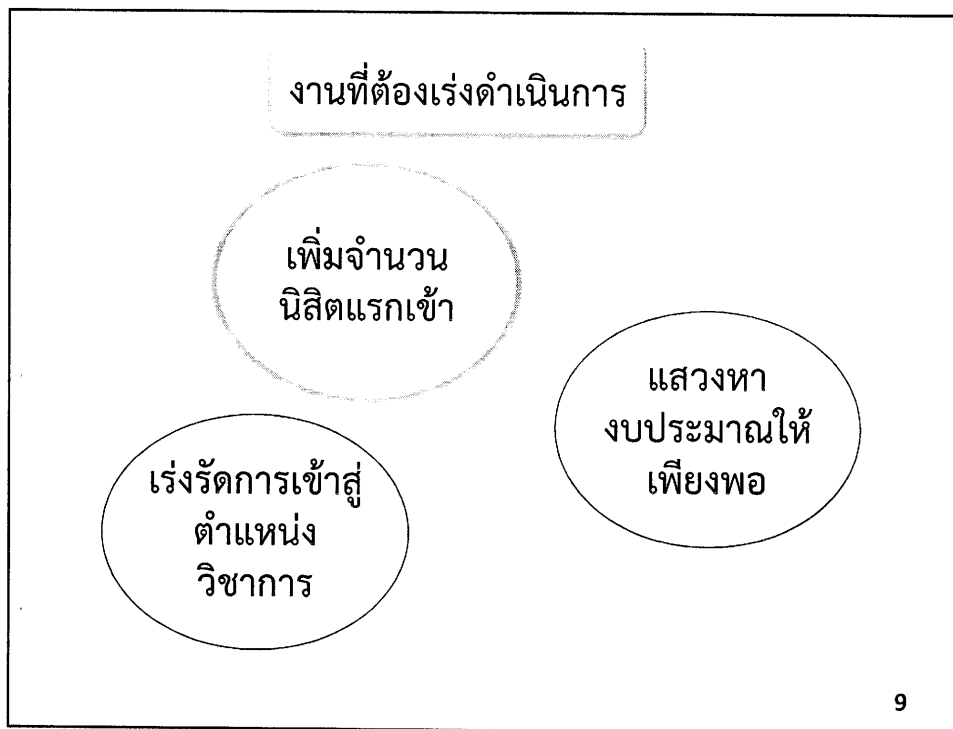 งานที่ต้องเร่งดำเนินการ
เพิ่มจำนวน
นิสิตแรกเข้า
แสวงหา
งบประมาณให้
เพียงพอ
เร่งรัดการเข้าสู่
ตำแหน่ง
วิชาการ
9